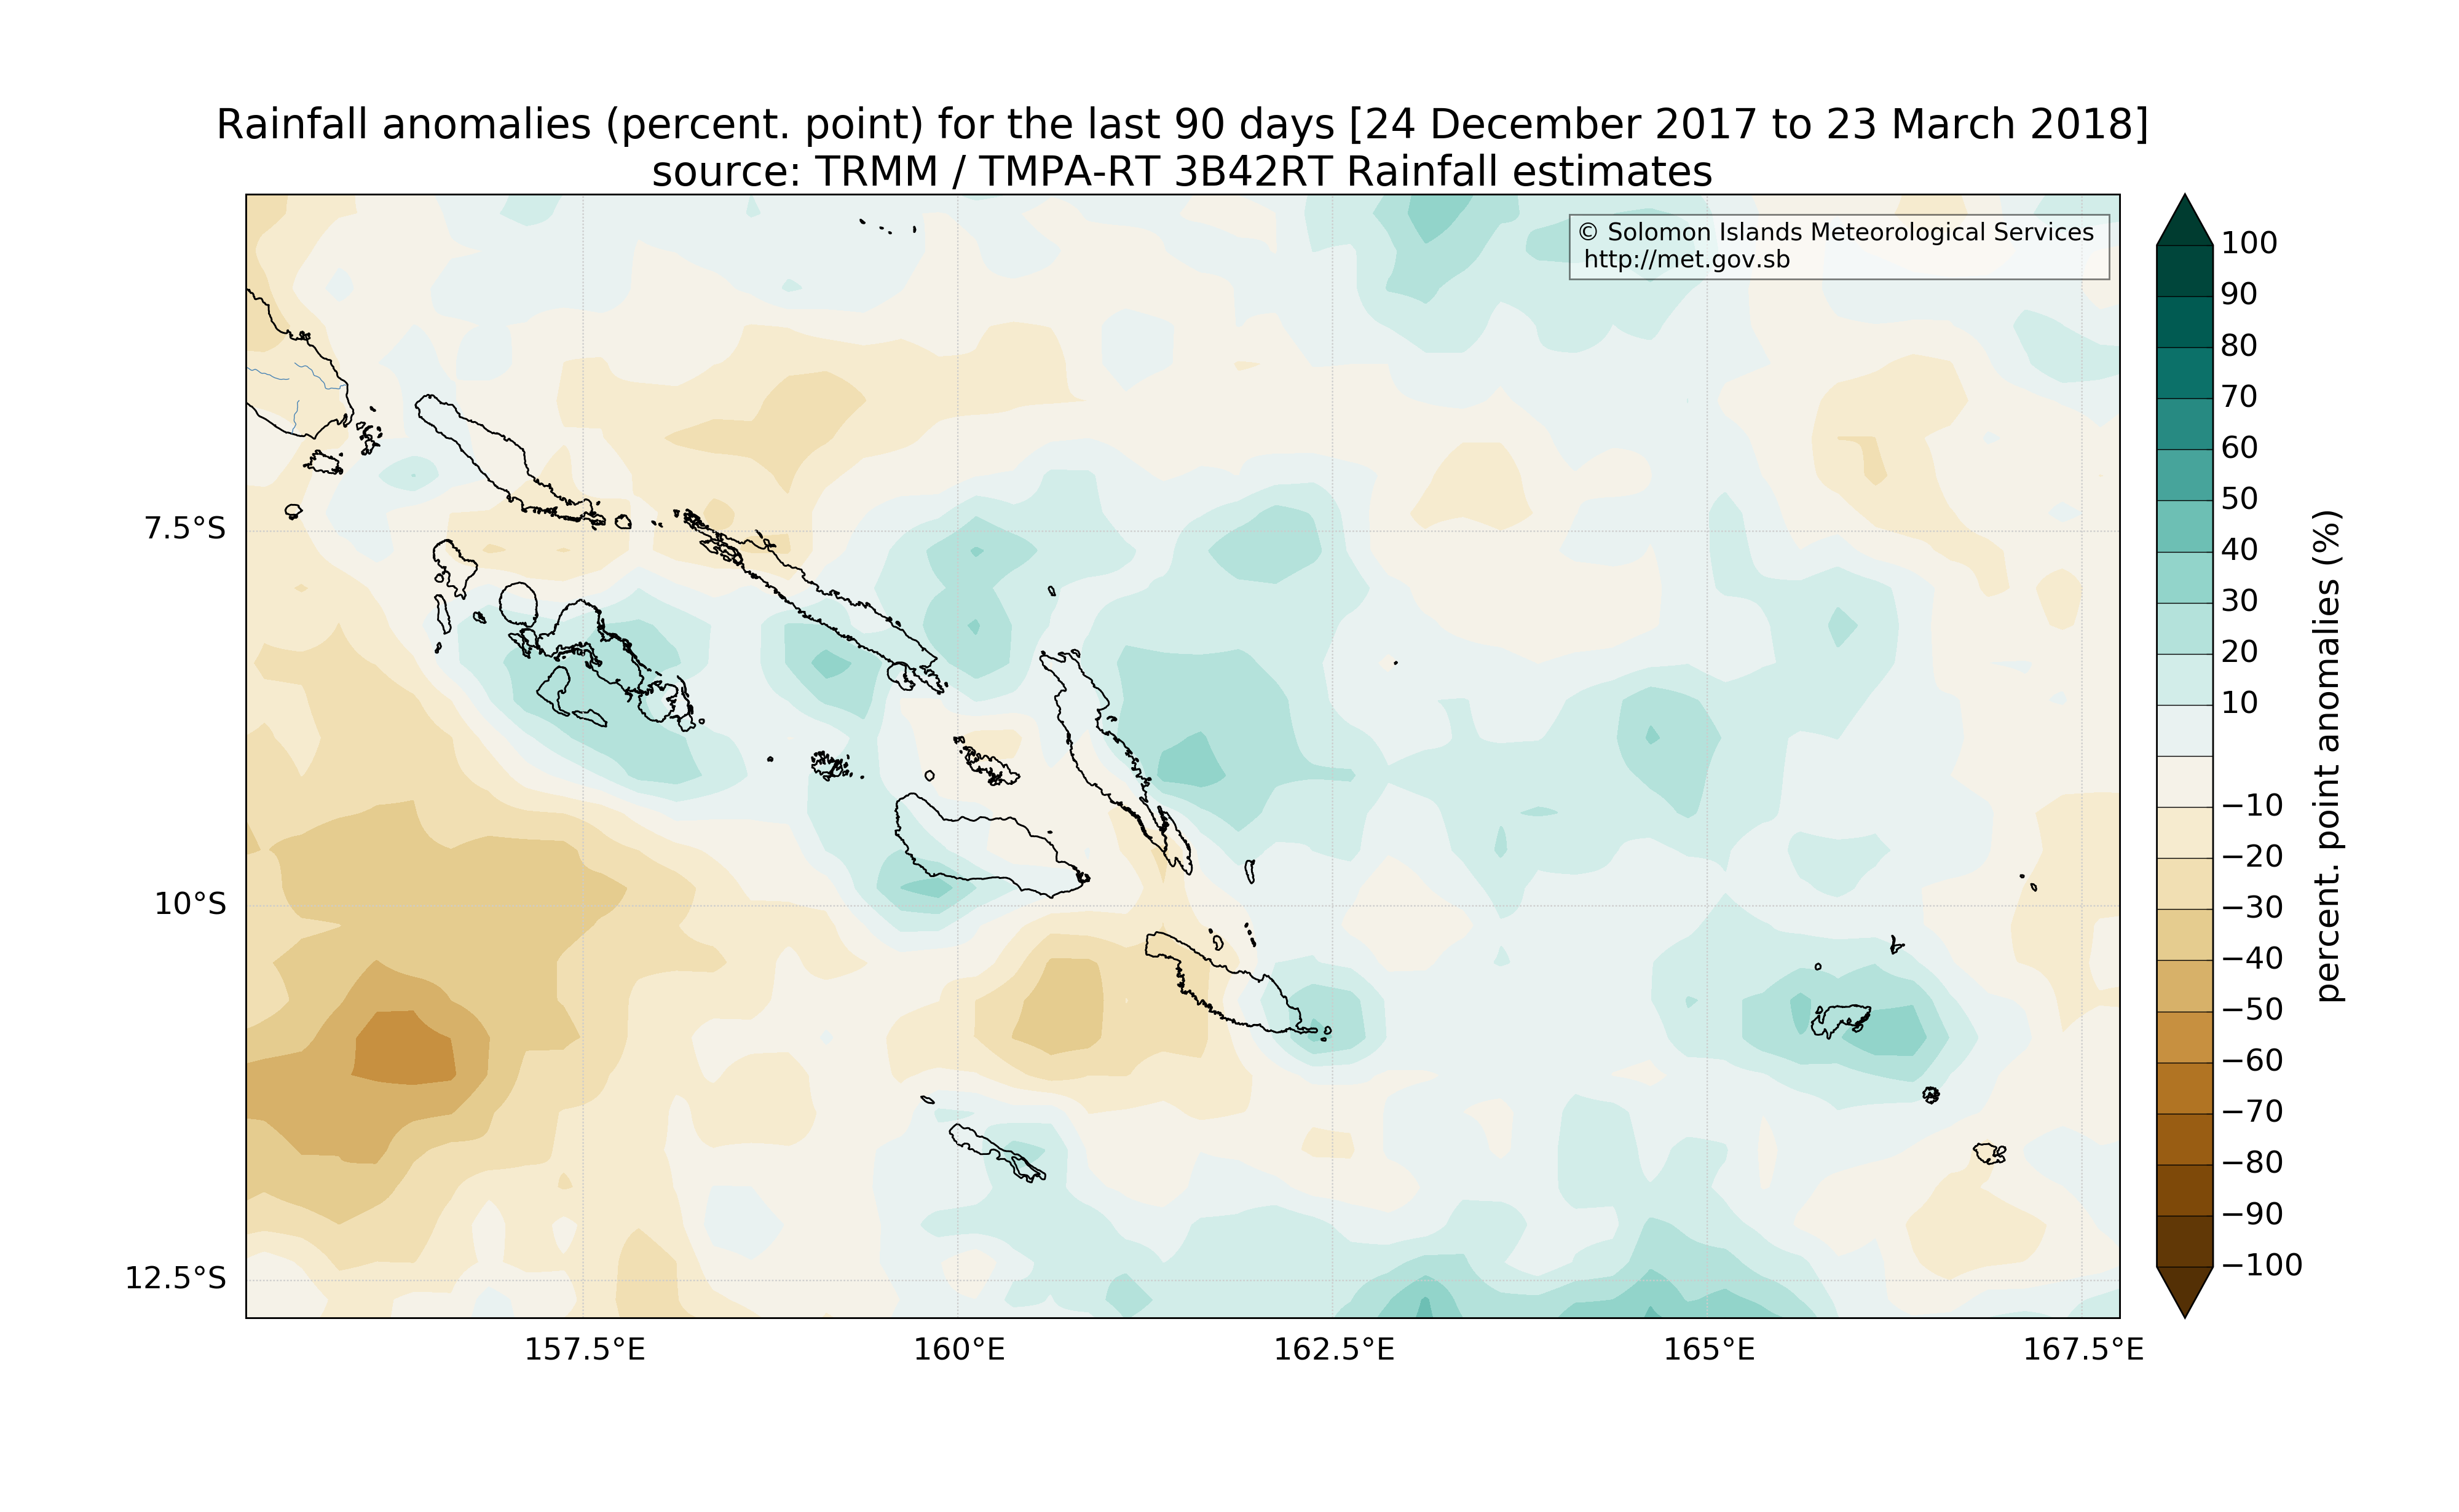 Rainfall anomalies (percent. point) for the last 90 days [24 December 2017 to 23 March 2018]
source: TRMM / TMPA-RT 3B42RT Rainfall estimates
© Solomon Islands Meteorological Services
http://met.gov.sb
7.5°S
10°S
12.5°S
157.5°E
160°E
162.5°E
165°E
167.5°E
100
90
80
70
60
50
40
30
20
10
−10
−20
−30
−40
−50
−60
−70
−80
−90
−100
percent. point anomalies (%)